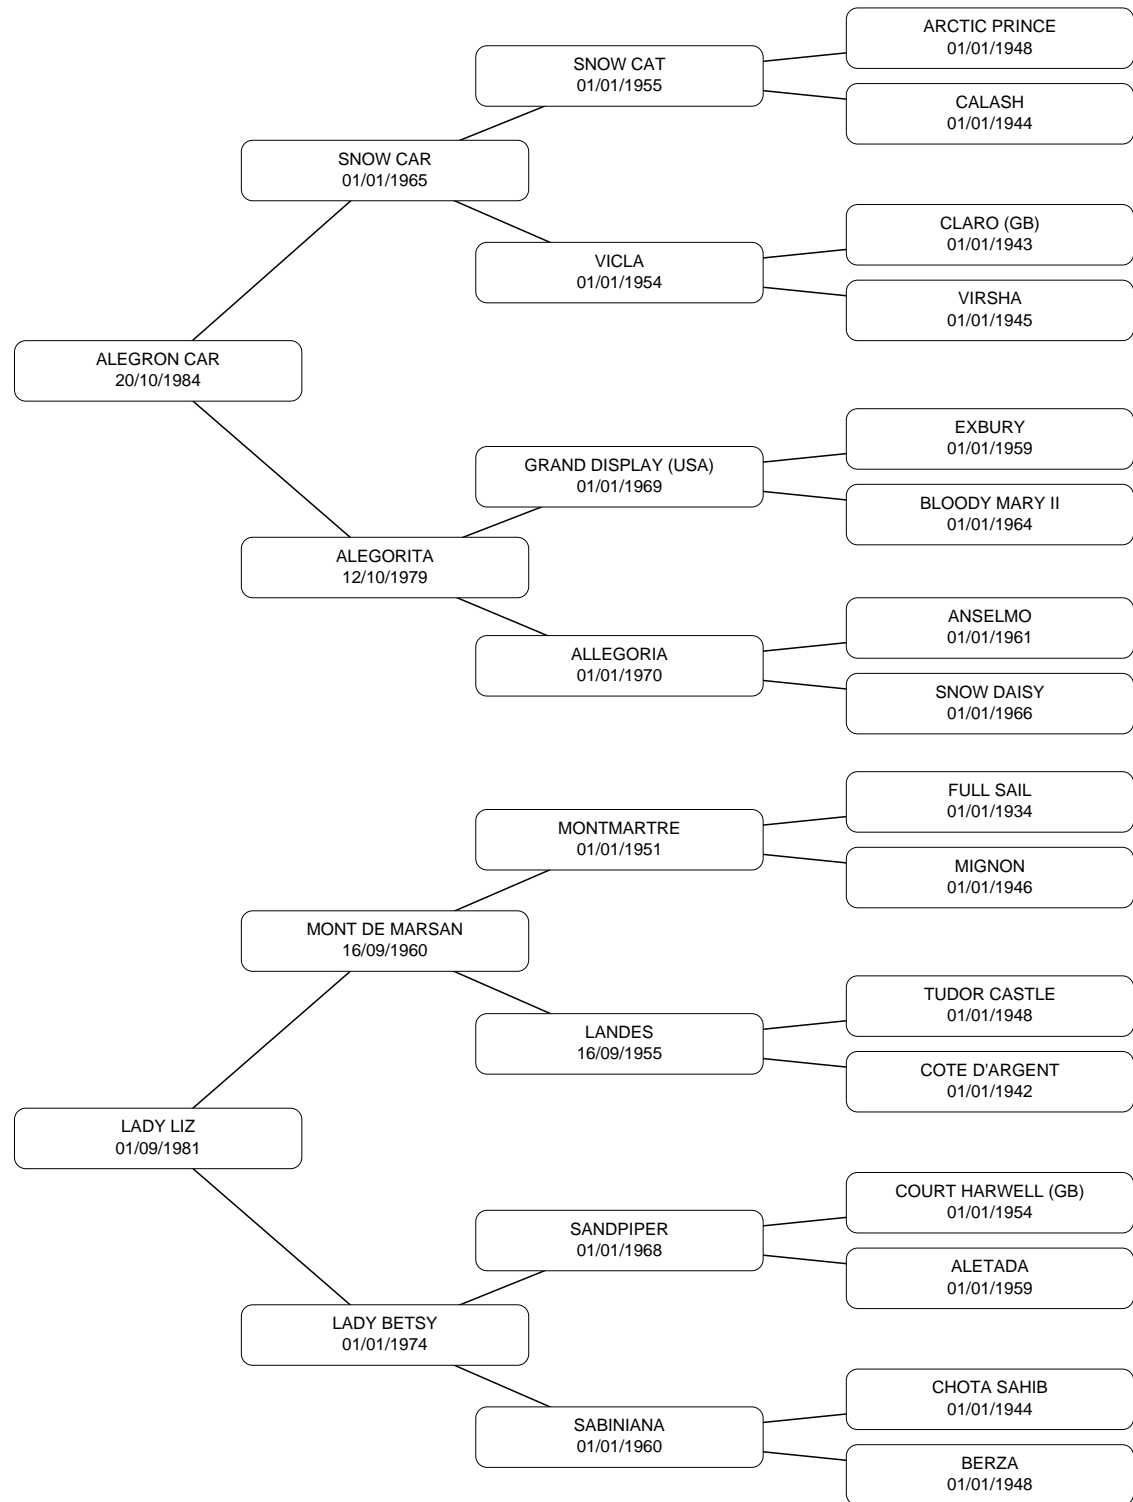 ARCTIC PRINCE
01/01/1948
SNOW CAT
01/01/1955
CALASH
01/01/1944
SNOW CAR
01/01/1965
CLARO (GB)
01/01/1943
VICLA
01/01/1954
VIRSHA
01/01/1945
ALEGRON CAR
20/10/1984
EXBURY
01/01/1959
GRAND DISPLAY (USA)
01/01/1969
BLOODY MARY II
01/01/1964
ALEGORITA
12/10/1979
ANSELMO
01/01/1961
ALLEGORIA
01/01/1970
SNOW DAISY
01/01/1966
FULL SAIL
01/01/1934
MONTMARTRE
01/01/1951
MIGNON
01/01/1946
MONT DE MARSAN
16/09/1960
TUDOR CASTLE
01/01/1948
LANDES
16/09/1955
COTE D'ARGENT
01/01/1942
LADY LIZ
01/09/1981
COURT HARWELL (GB)
01/01/1954
SANDPIPER
01/01/1968
ALETADA
01/01/1959
LADY BETSY
01/01/1974
CHOTA SAHIB
01/01/1944
SABINIANA
01/01/1960
BERZA
01/01/1948